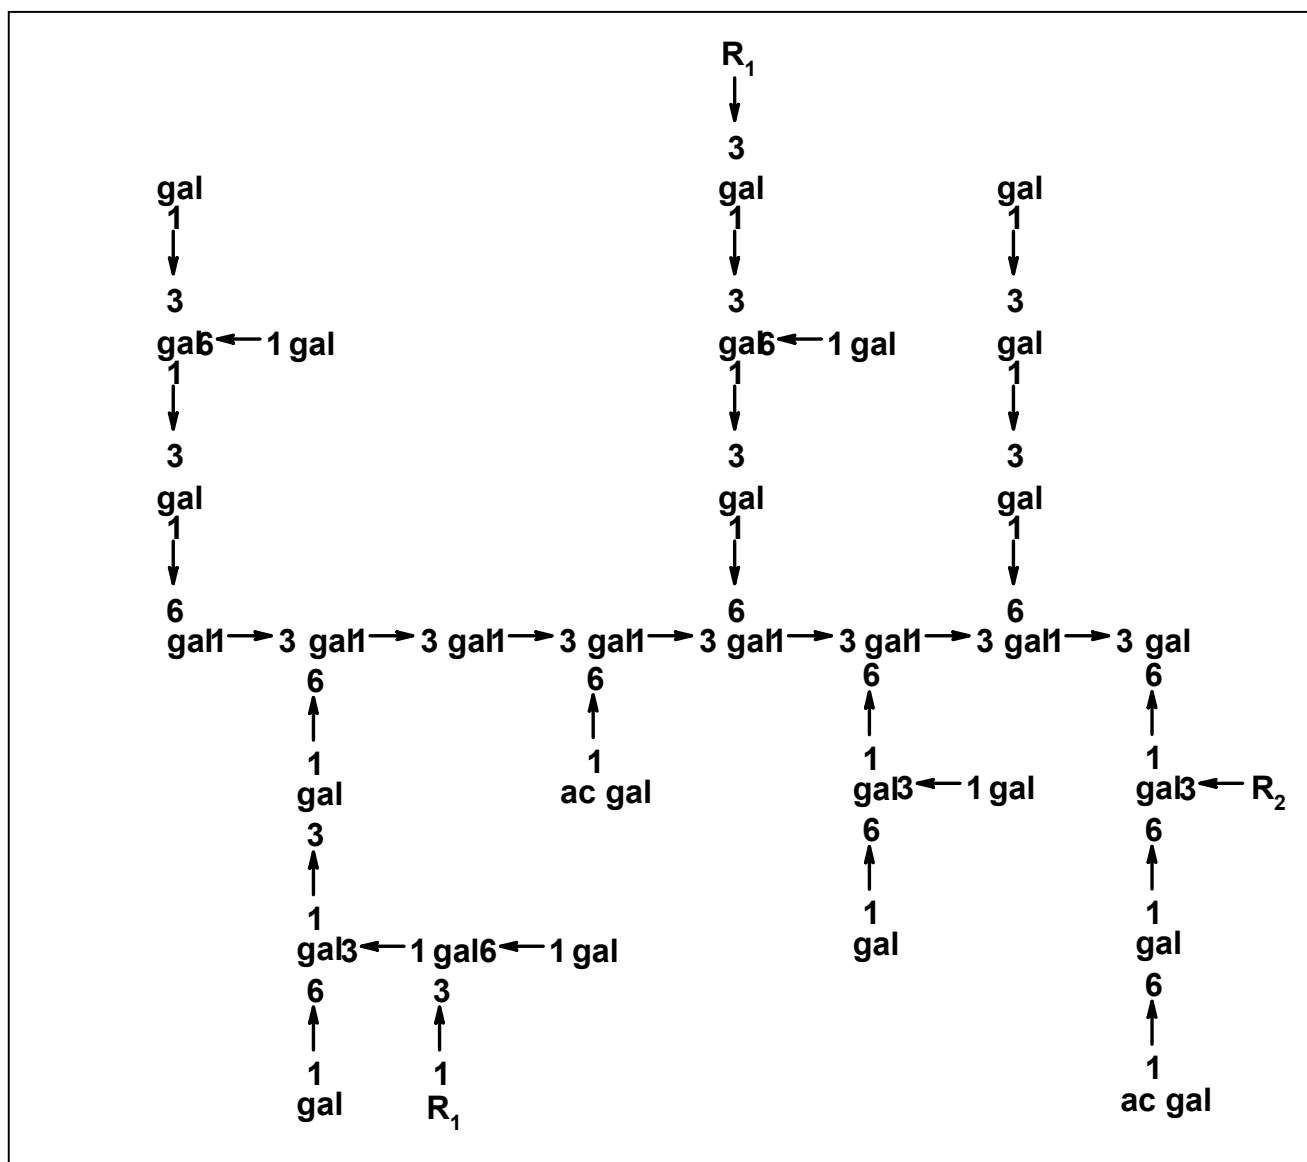 R1
3
gal gal gal
1 1 1
3 3 3
gal6 1 gal gal6 1 gal gal
1 1 1
3 3 3
gal gal gal
1 1 1
6 6 6
gal1 3 gal1 3 gal1 3 gal1 3 gal1 3 gal1 3 gal1 3 gal
6 6 6 6
1 1 1 1
gal ac gal gal3 1 gal gal3 R2
3 6 6
1 1 1
gal3 1 gal6 1 gal gal gal
6 3 6
1 1 1
gal R1 ac gal